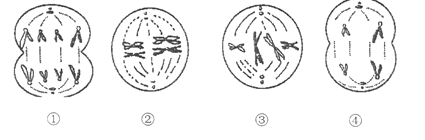 ① ② ③ ④